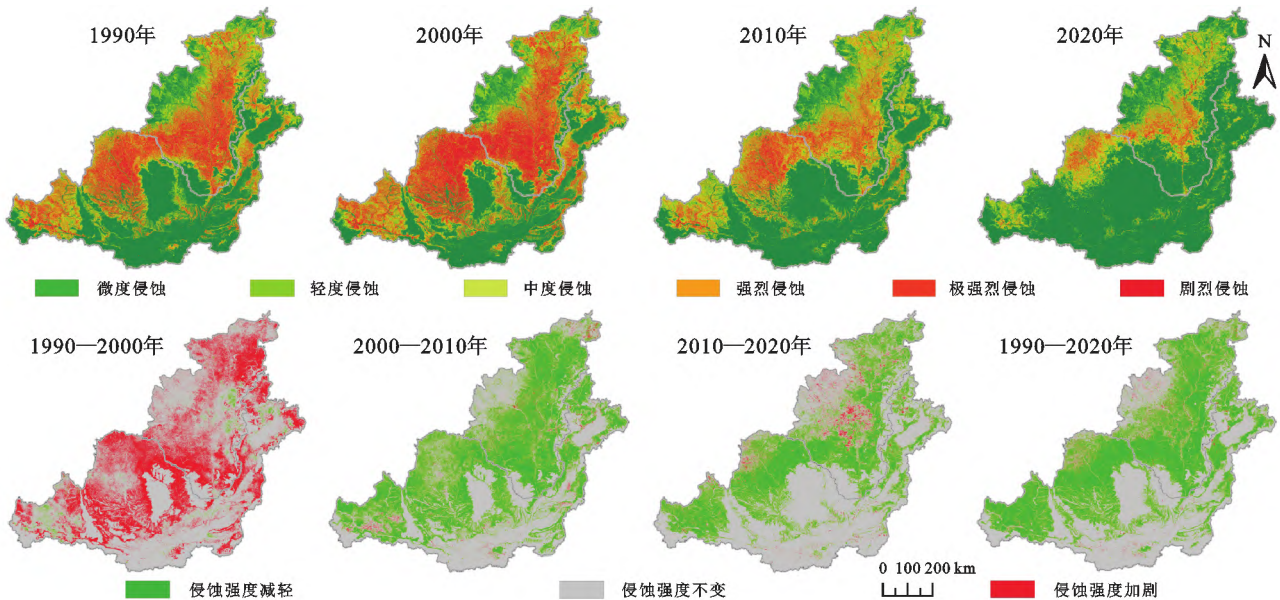 1990年
2000年
2010年
2020年
N
微度侵蚀
轻度侵蚀
中度侵蚀
强烈侵蚀
极强烈侵蚀
剧烈侵蚀
1990—2000年
2000—2010年
2010—2020年
1990—2020年
0 100 200 km
侵蚀强度减轻
侵蚀强度不变
侵蚀强度加剧